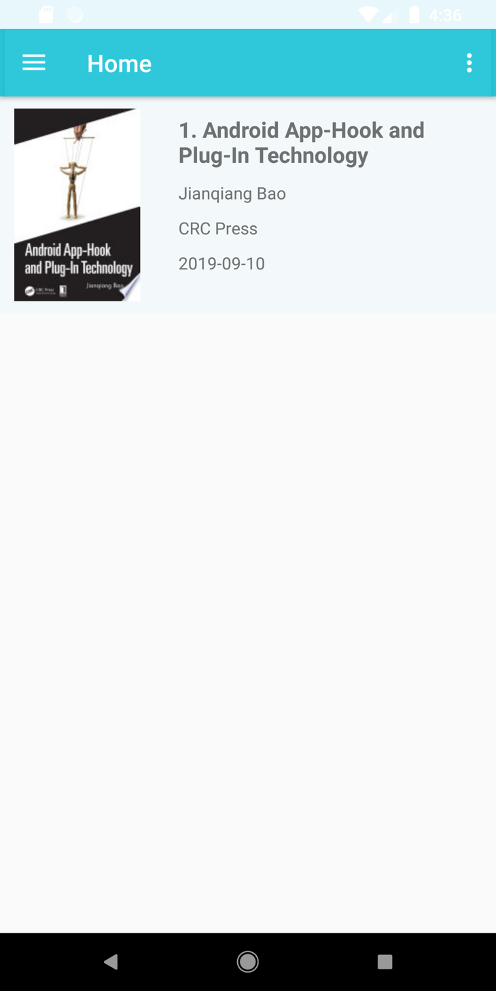 4:36
Home
1. Android App-Hook and
Plug-In Technology
Jianqiang Bao
CRC Press
2019-09-10
Android App-Hook
and Plug-In Technology
Jianqiang Bao
CRC Press